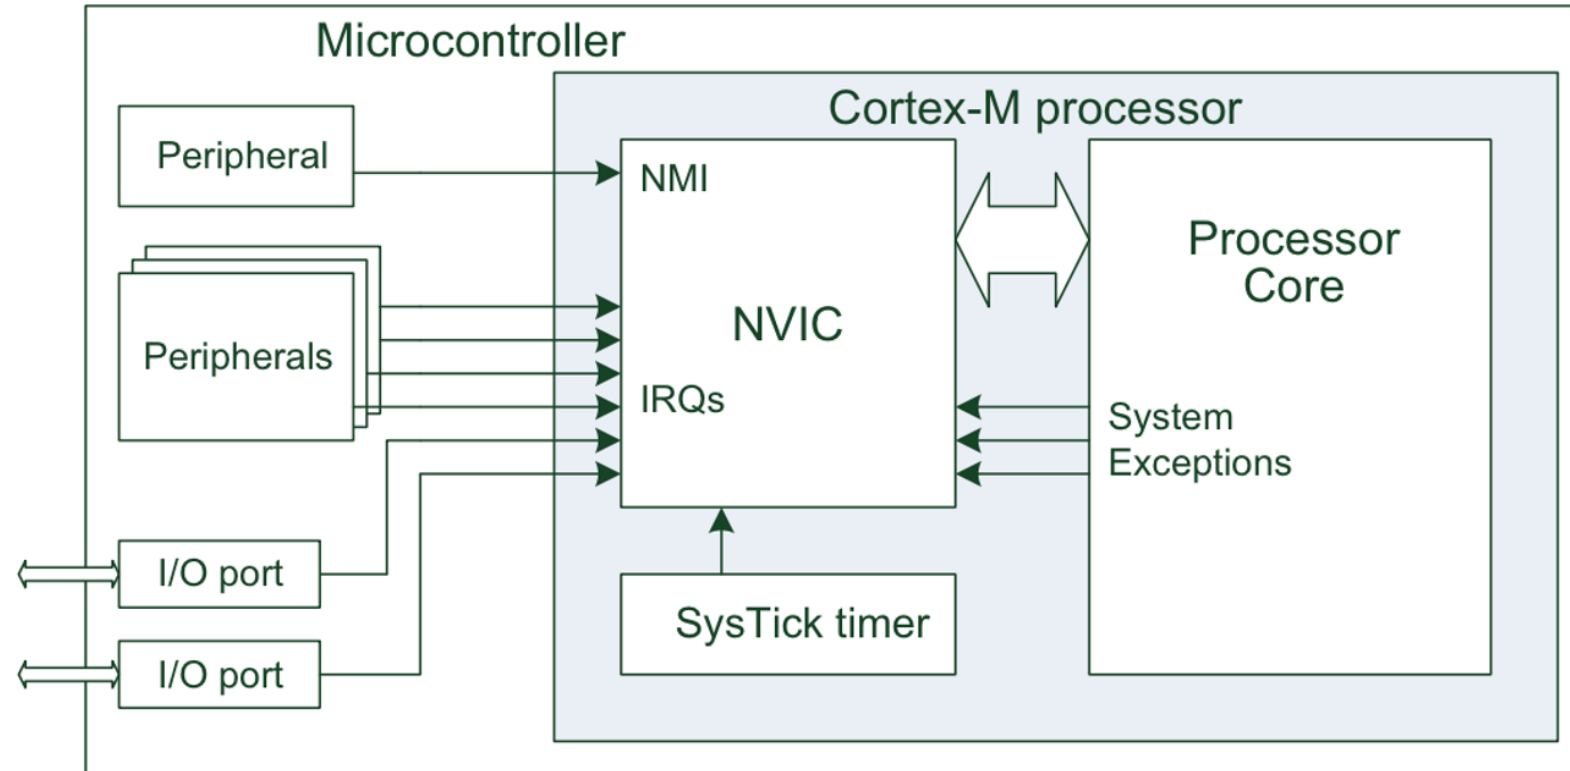 Microcontroller
Cortex-M processor
Peripheral
NMI
Processor
Core
NVIC
Peripherals
IRQs
System
Exceptions
I/O port
SysTick timer
I/O port